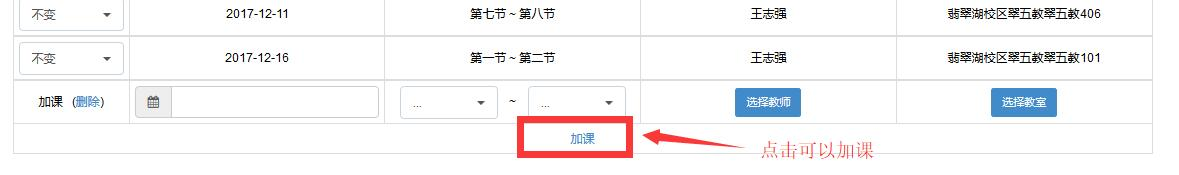 不变 2017-12-11 第七节 ~ 第八节 王志强 翡翠湖校区翠五教翠五教406
不变 2017-12-16 第一节 ~ 第二节 王志强 翡翠湖校区翠五教翠五教101
加课 (删除) ... ~ ... 选择教师 选择教室
加课
点击可以加课